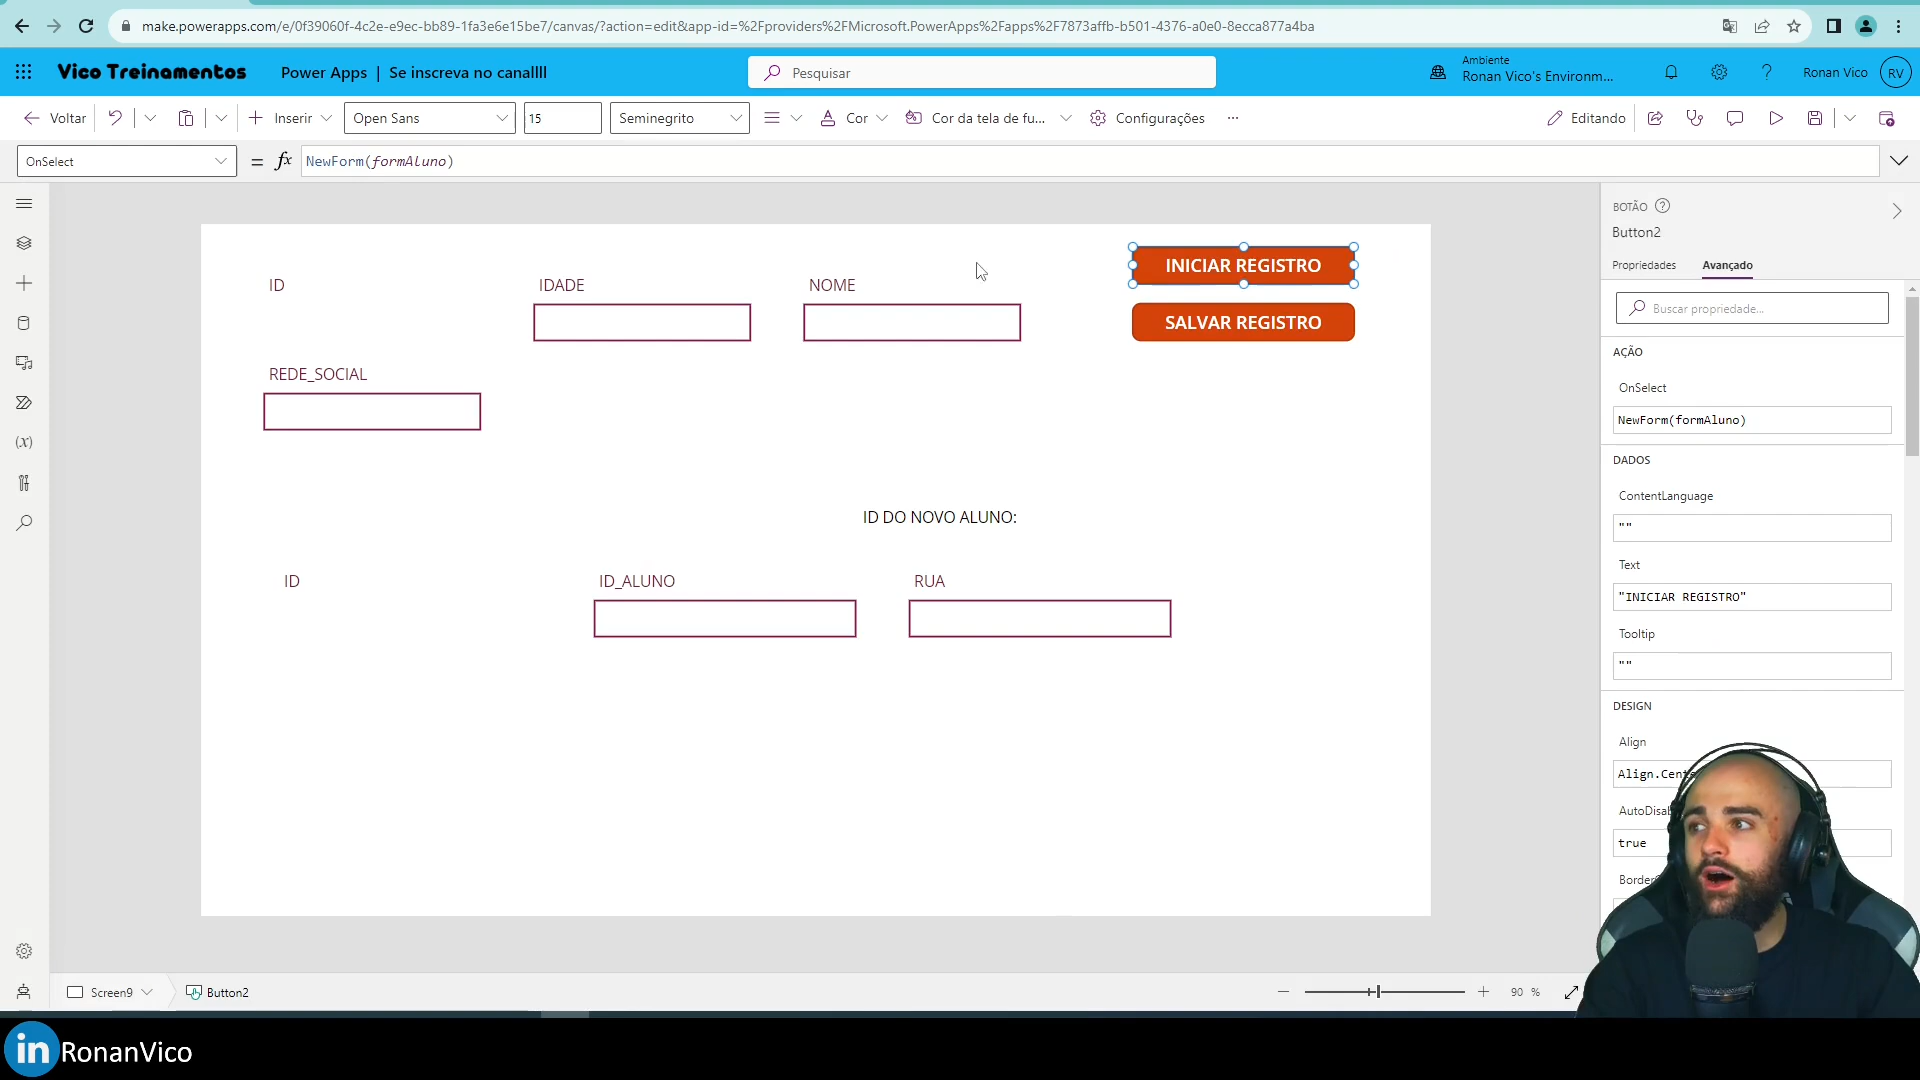 make.powerapps.com/e/0f39060f-4c2e-e9ec-bb89-1fa3e6e15be7/canvas/?action=edit&app-id=%2Fproviders%2FMicrosoft.PowerApps%2Fapps%2F7873affb-b501-4376-a0e0-8ecca877a4ba
Vico Treinamentos
Power Apps | Se inscreva no canallll
Pesquisar
Ambiente
Ronan Vico's Environm...
Ronan Vico
RV
Voltar
Inserir
Open Sans
15
Seminegrito
Cor
Cor da tela de fu...
Configurações
Editando
OnSelect
= fx NewForm(formAluno)
BOTÃO
Button2
Propriedades
Avançado
Buscar propriedade...
AÇÃO
OnSelect
NewForm(formAluno)
DADOS
ContentLanguage
""
Text
"INICIAR REGISTRO"
Tooltip
""
DESIGN
Align
true
INICIAR REGISTRO
SALVAR REGISTRO
ID
IDADE
NOME
REDE_SOCIAL
ID DO NOVO ALUNO:
ID
ID_ALUNO
RUA
Screen9
Button2
90 %
in RonanVico